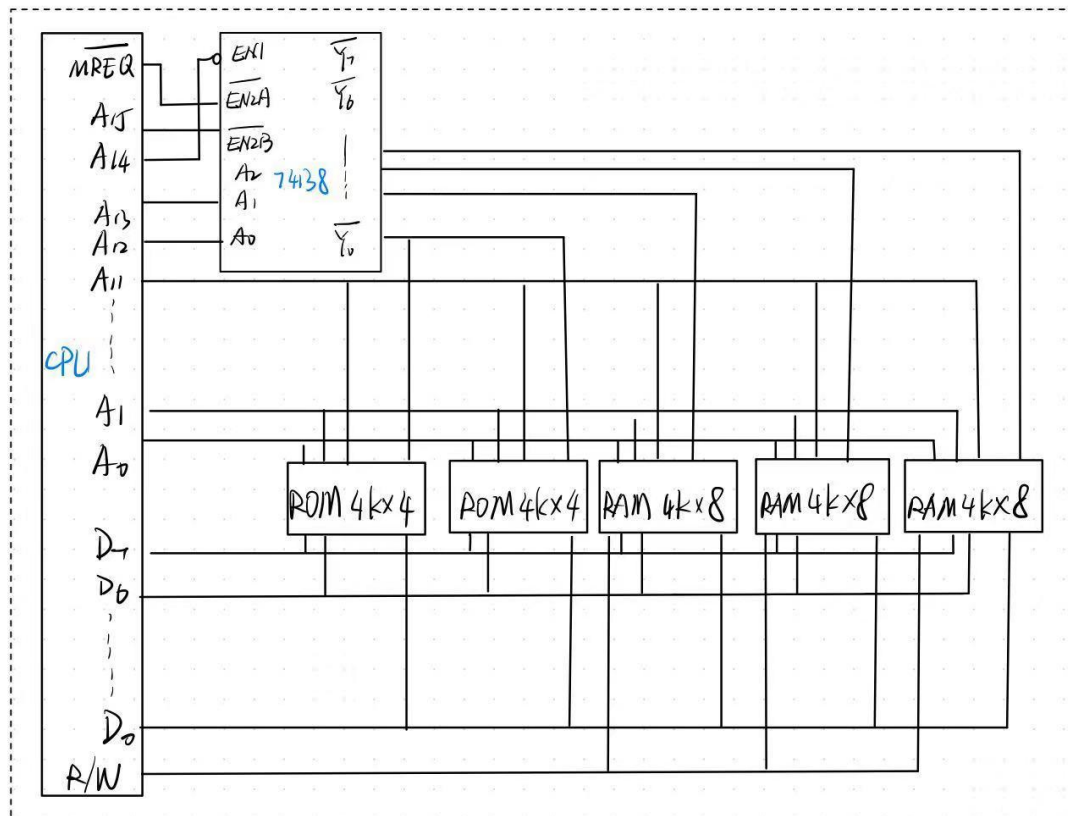 MREQ
A15
A14
A13
A12
A11
CPU
A1
A0
D7
D6
D0
R/W
EN1
EN2A
EN2B
A2
A1
A0
74138
Y7
Y6
Y0
ROM 4k×4
ROM 4k×4
RAM 4k×8
RAM 4k×8
RAM 4k×8